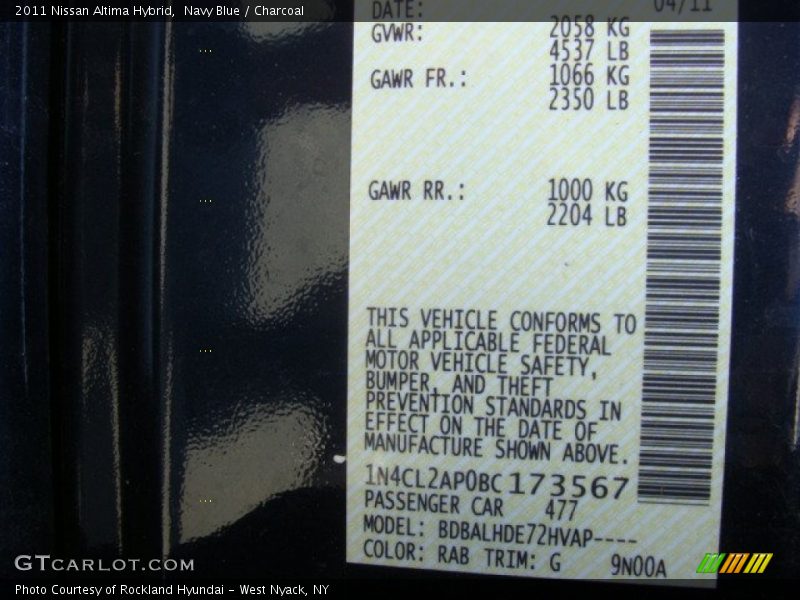 2011 Nissan Altima Hybrid, Navy Blue / Charcoal
DATE: 04/11
GVWR: 2058 KG
4537 LB
GAWR FR.: 1066 KG
2350 LB
GAWR RR.: 1000 KG
2204 LB
THIS VEHICLE CONFORMS TO
ALL APPLICABLE FEDERAL
MOTOR VEHICLE SAFETY,
BUMPER, AND THEFT
PREVENTION STANDARDS IN
EFFECT ON THE DATE OF
MANUFACTURE SHOWN ABOVE.
1N4CL2AP0BC173567
PASSENGER CAR 477
MODEL: BDBALHDE72HVAP----
COLOR: RAB TRIM: G 9N00A
GTCARLOT.COM
Photo Courtesy of Rockland Hyundai - West Nyack, NY